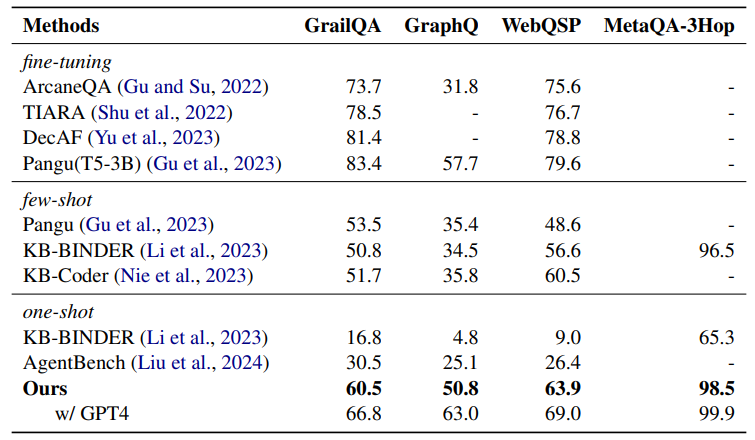 Methods GrailQA GraphQ WebQSP MetaQA-3Hop
fine-tuning
ArcaneQA (Gu and Su, 2022) 73.7 31.8 75.6 -
TIARA (Shu et al., 2022) 78.5 - 76.7 -
DecAF (Yu et al., 2023) 81.4 - 78.8 -
Pangu(T5-3B) (Gu et al., 2023) 83.4 57.7 79.6 -
few-shot
Pangu (Gu et al., 2023) 53.5 35.4 48.6 -
KB-BINDER (Li et al., 2023) 50.8 34.5 56.6 96.5
KB-Coder (Nie et al., 2023) 51.7 35.8 60.5 -
one-shot
KB-BINDER (Li et al., 2023) 16.8 4.8 9.0 65.3
AgentBench (Liu et al., 2024) 30.5 25.1 26.4 -
Ours 60.5 50.8 63.9 98.5
w/ GPT4 66.8 63.0 69.0 99.9